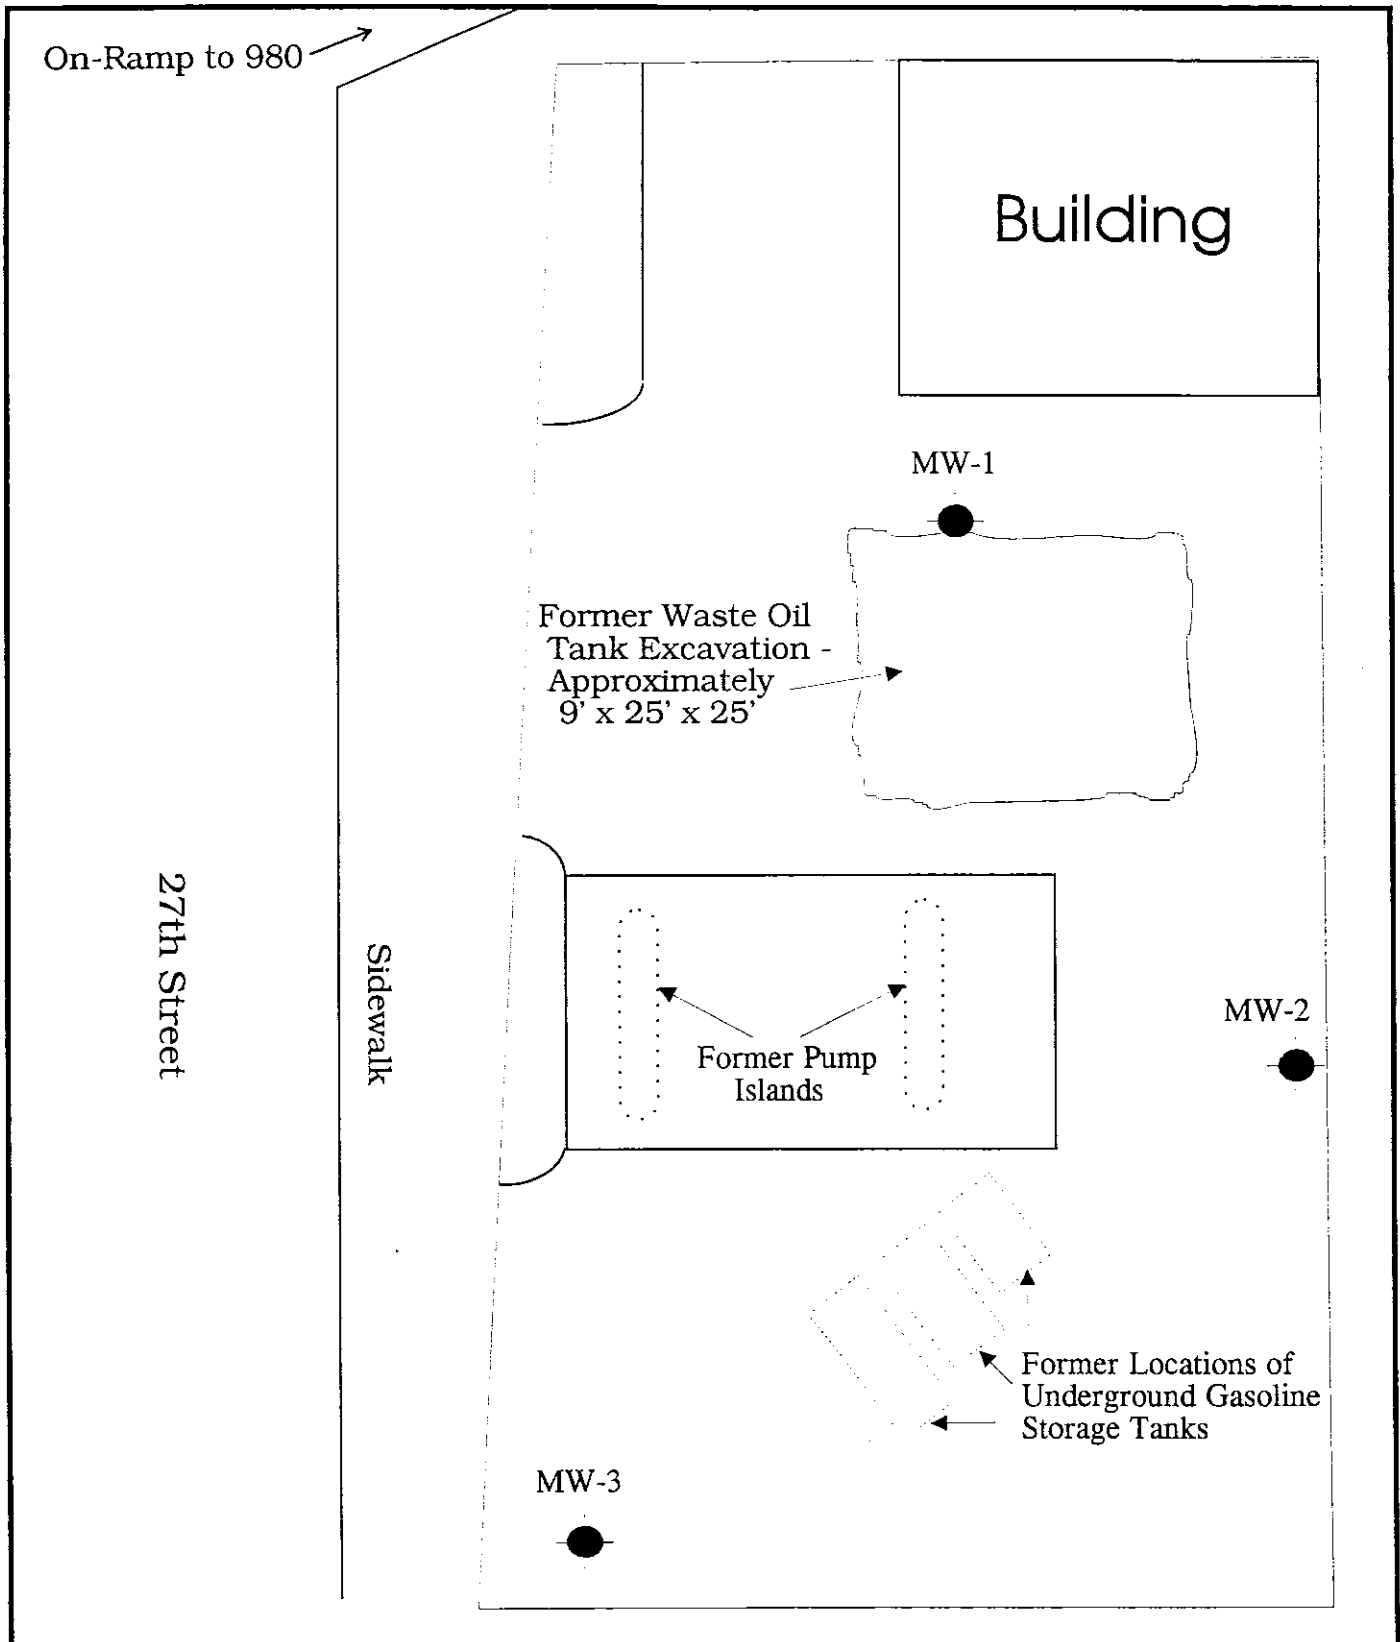 On-Ramp to 980
Building
MW-1
Former Waste Oil
Tank Excavation -
Approximately
9' x 25' x 25'
27th Street
Sidewalk
Former Pump
Islands
MW-2
Former Locations of
Underground Gasoline
Storage Tanks
MW-3